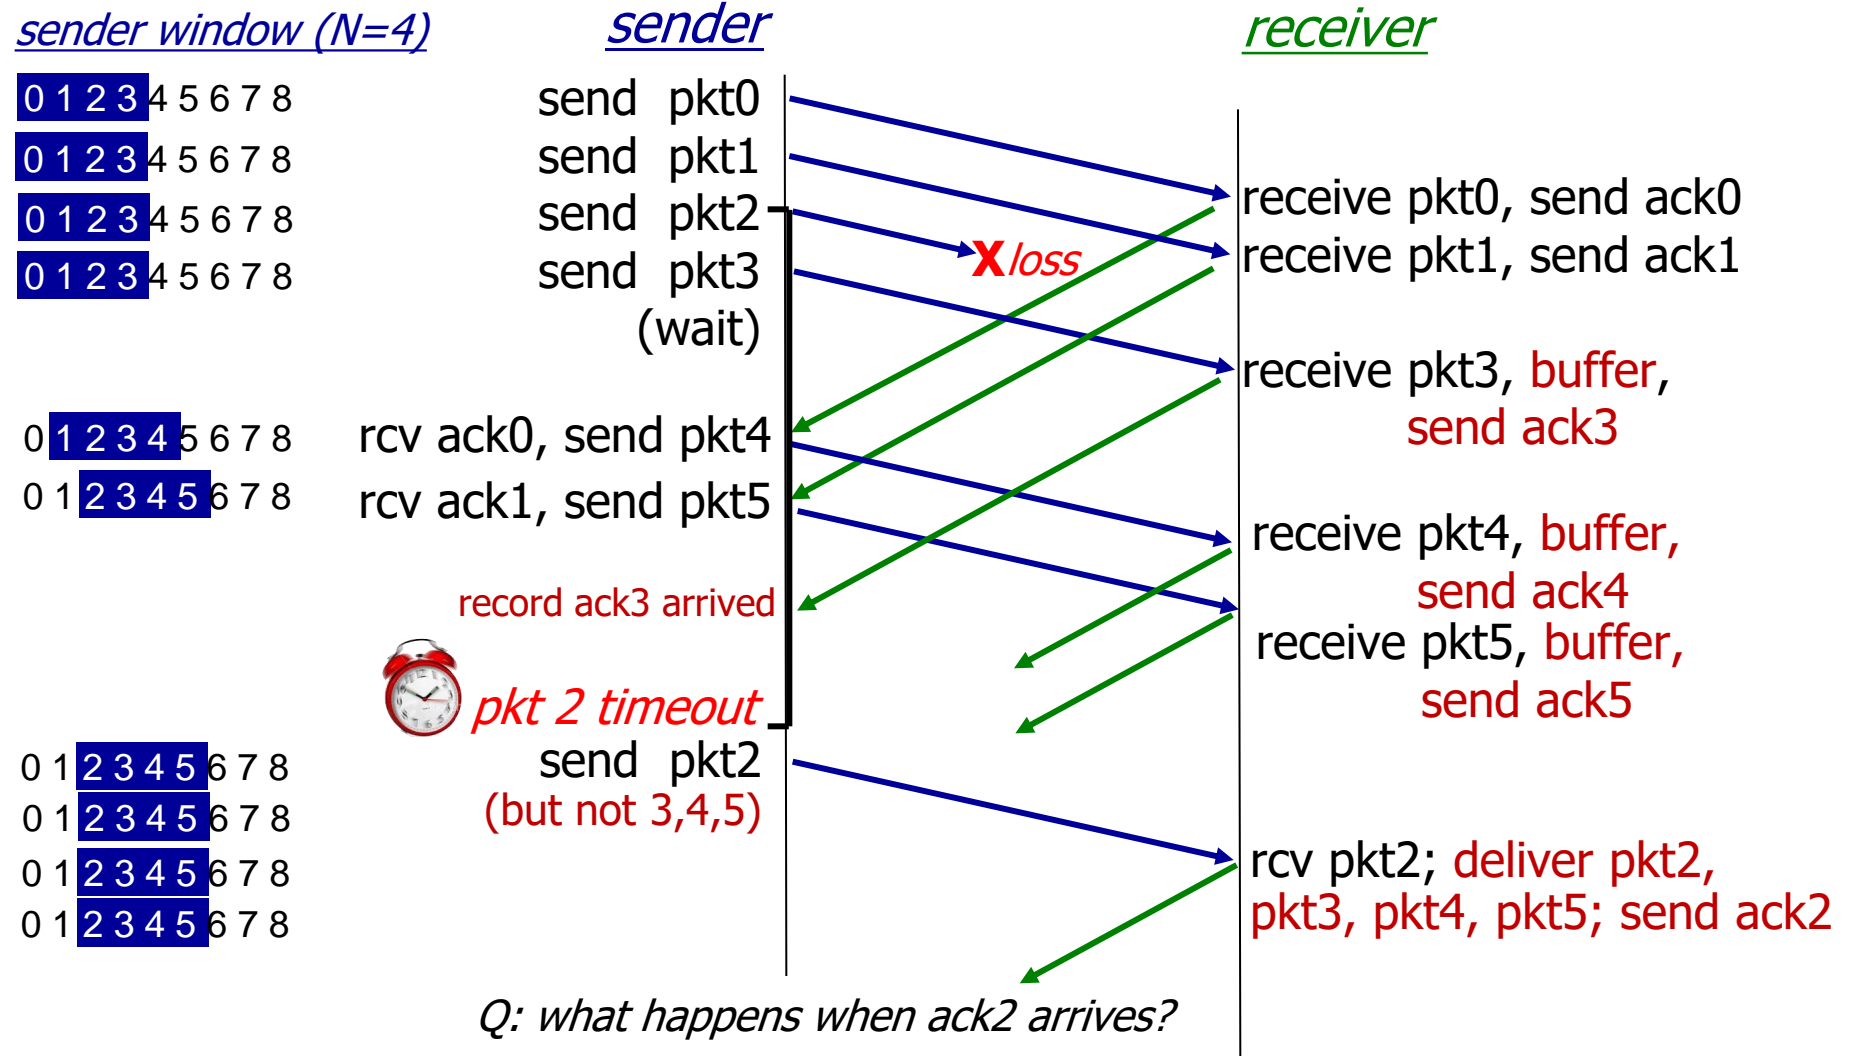 sender window (N=4)
sender
receiver
0 1 2 3 4 5 6 7 8
send pkt0
0 1 2 3 4 5 6 7 8
send pkt1
receive pkt0, send ack0
0 1 2 3 4 5 6 7 8
send pkt2
X loss
receive pkt1, send ack1
0 1 2 3 4 5 6 7 8
send pkt3
(wait)
receive pkt3, buffer,
send ack3
0 1 2 3 4 5 6 7 8
rcv ack0, send pkt4
0 1 2 3 4 5 6 7 8
rcv ack1, send pkt5
receive pkt4, buffer,
send ack4
record ack3 arrived
receive pkt5, buffer,
send ack5
pkt 2 timeout
0 1 2 3 4 5 6 7 8
send pkt2
0 1 2 3 4 5 6 7 8
(but not 3,4,5)
0 1 2 3 4 5 6 7 8
rcv pkt2; deliver pkt2,
0 1 2 3 4 5 6 7 8
pkt3, pkt4, pkt5; send ack2
Q: what happens when ack2 arrives?